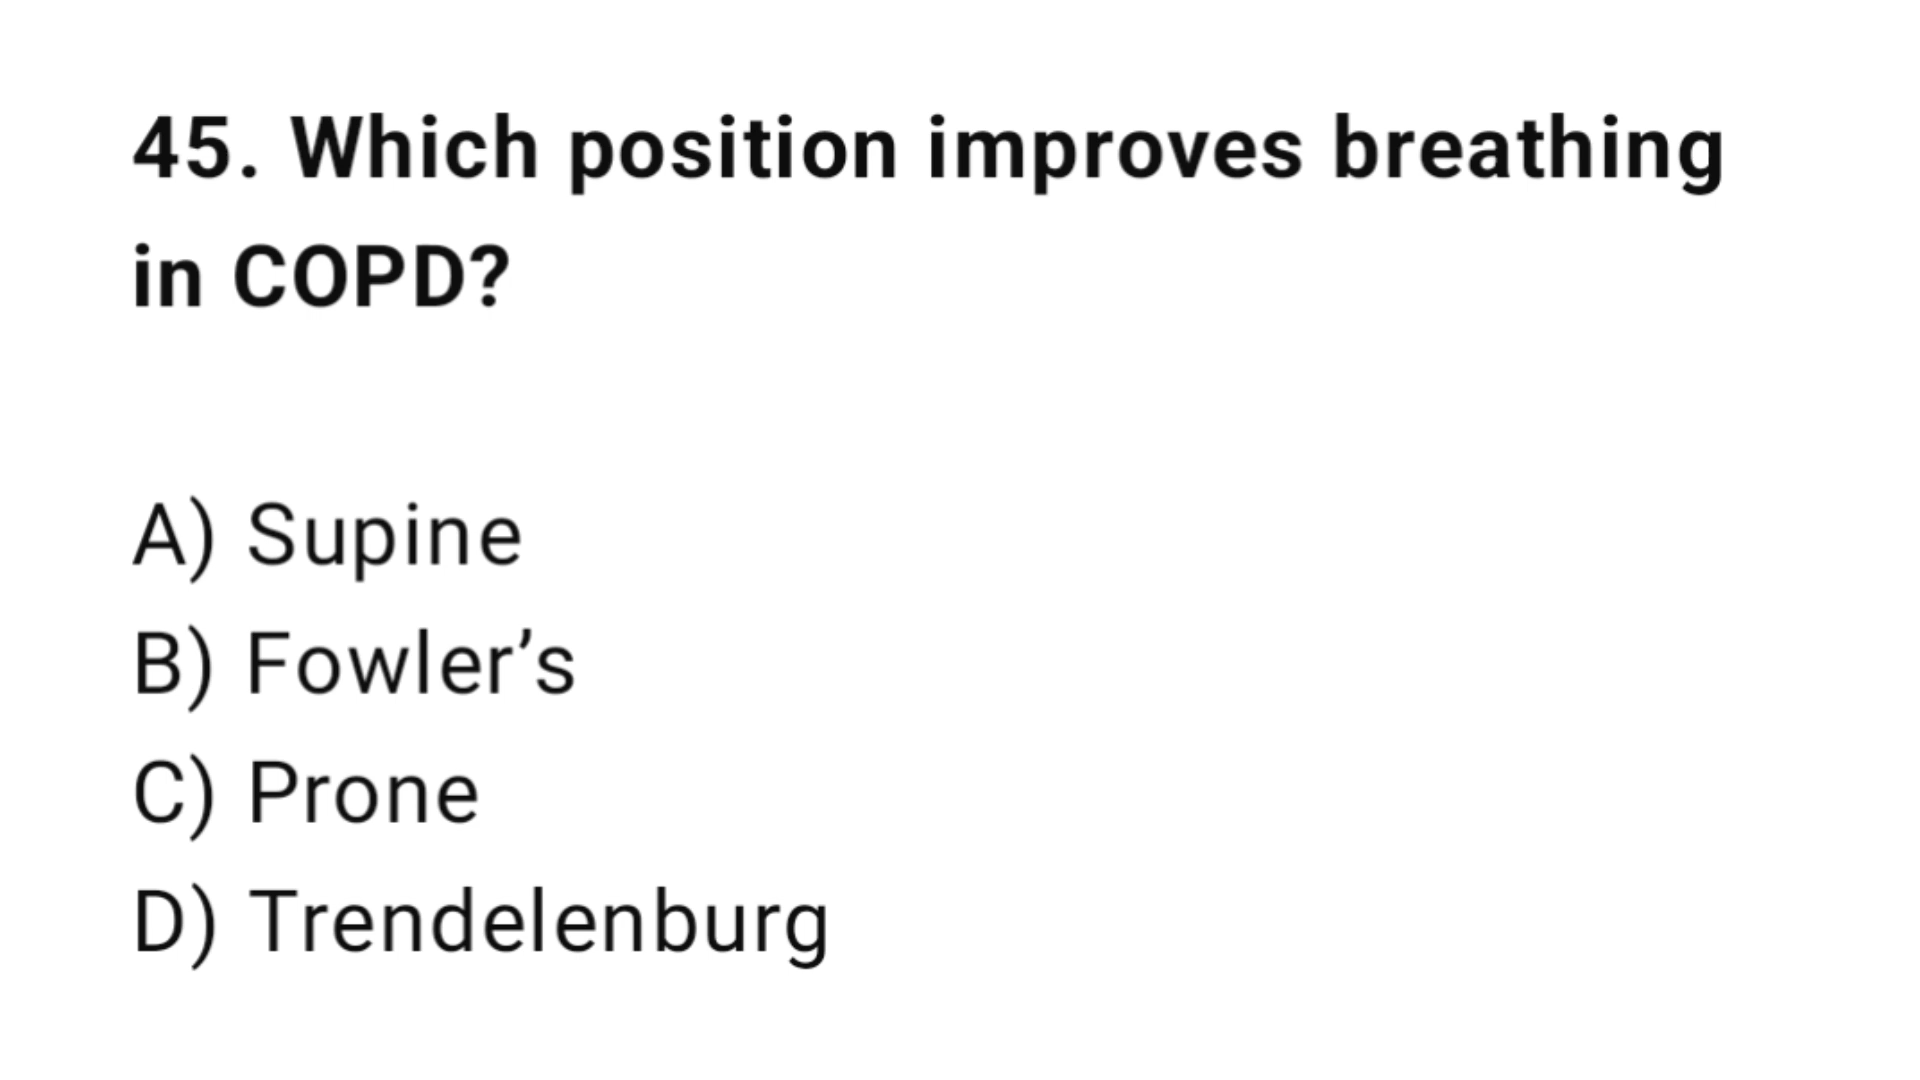 45. Which position improves breathing
in COPD?
A) Supine
B) Fowler’s
C) Prone
D) Trendelenburg